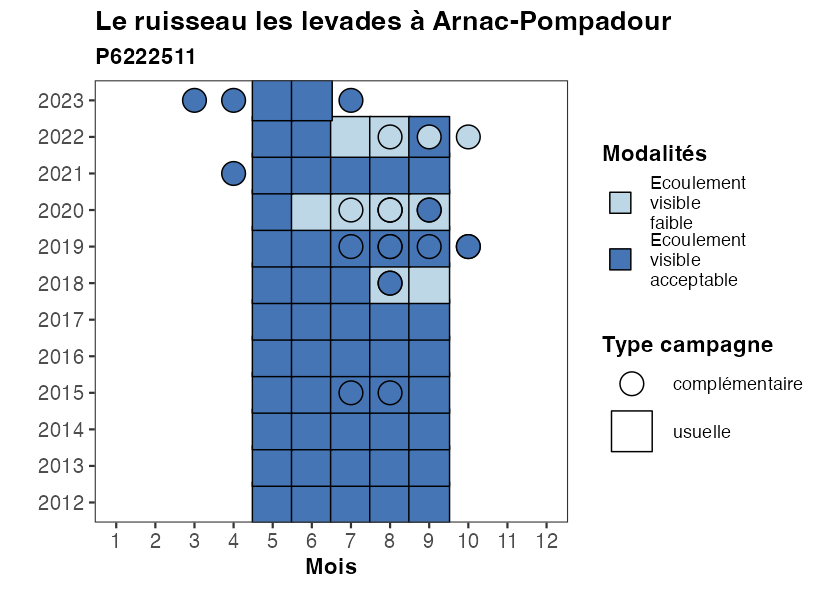 Le ruisseau les levades à Arnac-Pompadour
P6222511
2023
2022
2021
2020
2019
2018
2017
2016
2015
2014
2013
2012
1 2 3 4 5 6 7 8 9 10 11 12
Mois
Modalités
Ecoulement
visible
faible
Ecoulement
visible
acceptable
Type campagne
complémentaire
usuelle